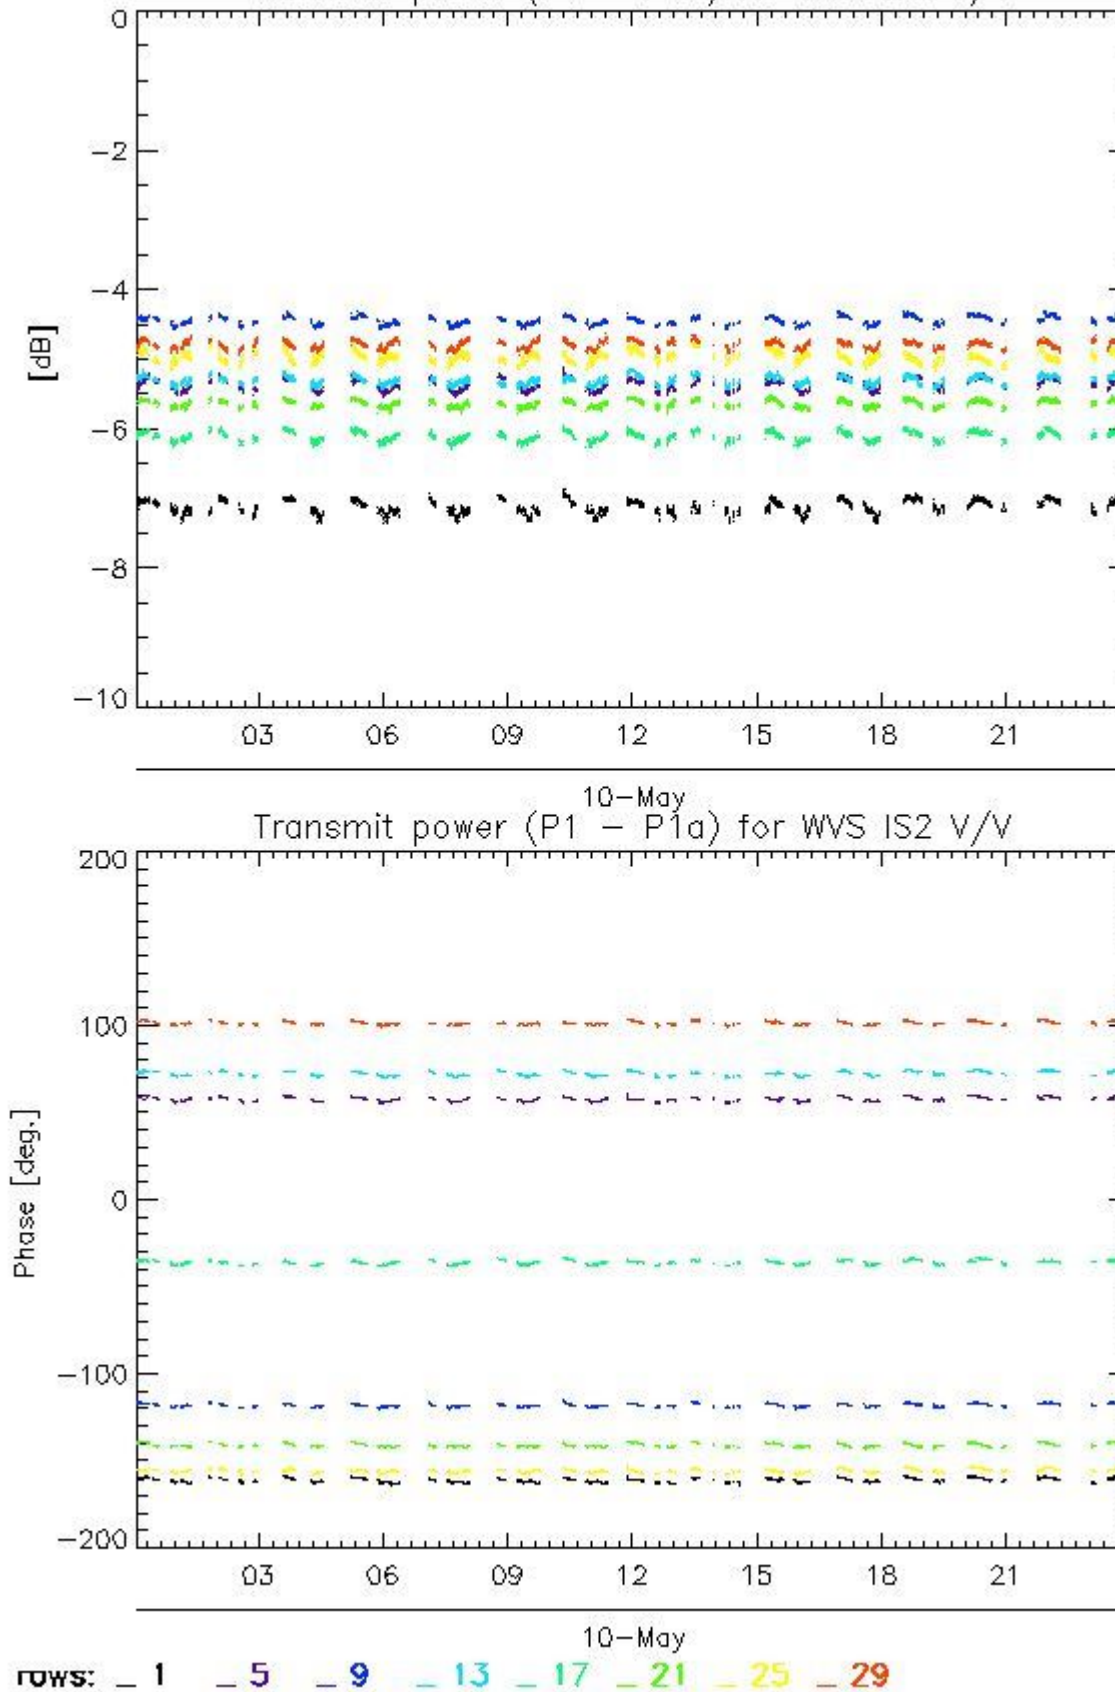 0
-2
-4
[dB]
-6
-8
-10
03 06 09 12 15 18 21
10-May
Transmit power (P1 - P1a) for WVS IS2 V/V
200
100
0
Phase [deg.]
-100
-200
03 06 09 12 15 18 21
10-May
rows: _ 1 _ 5 _ 9 _ 13 _ 17 _ 21 _ 25 _ 29